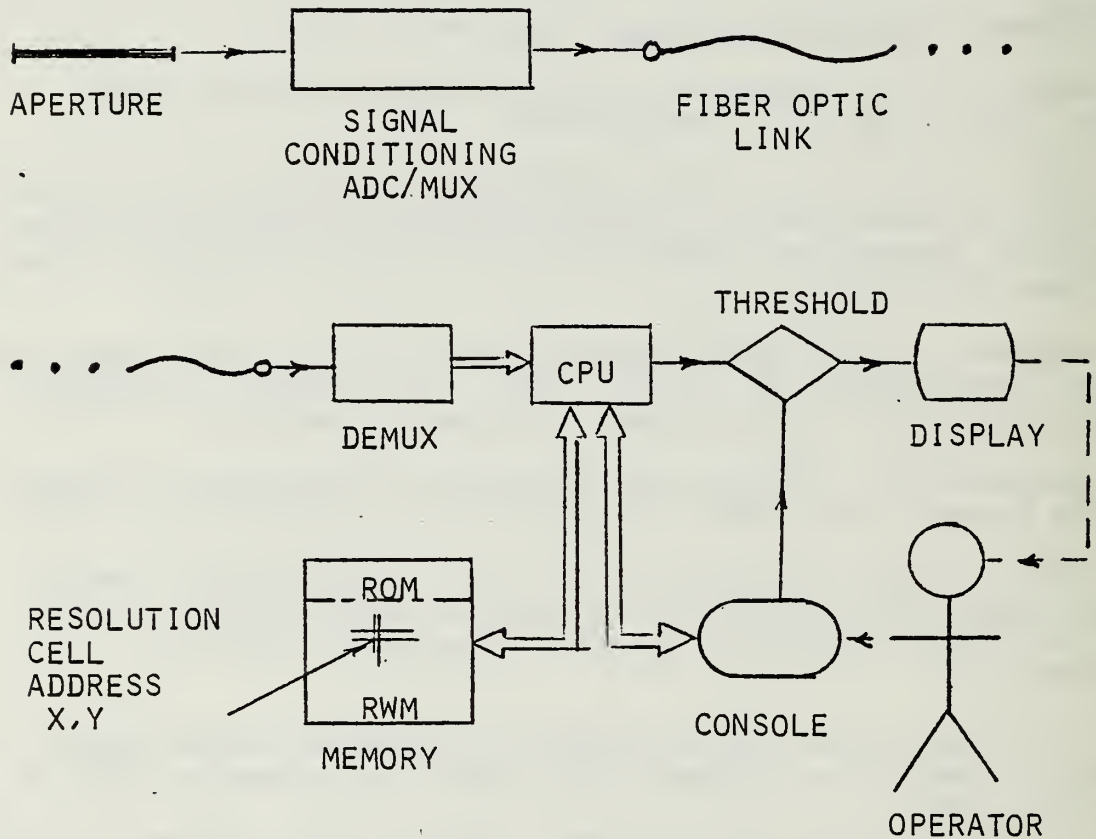 APERTURE
SIGNAL
CONDITIONING
ADC/MUX
FIBER OPTIC
LINK
THRESHOLD
CPU
DEMUX
DISPLAY
ROM
RESOLUTION
CELL
ADDRESS
X,Y
RWM
MEMORY
CONSOLE
OPERATOR